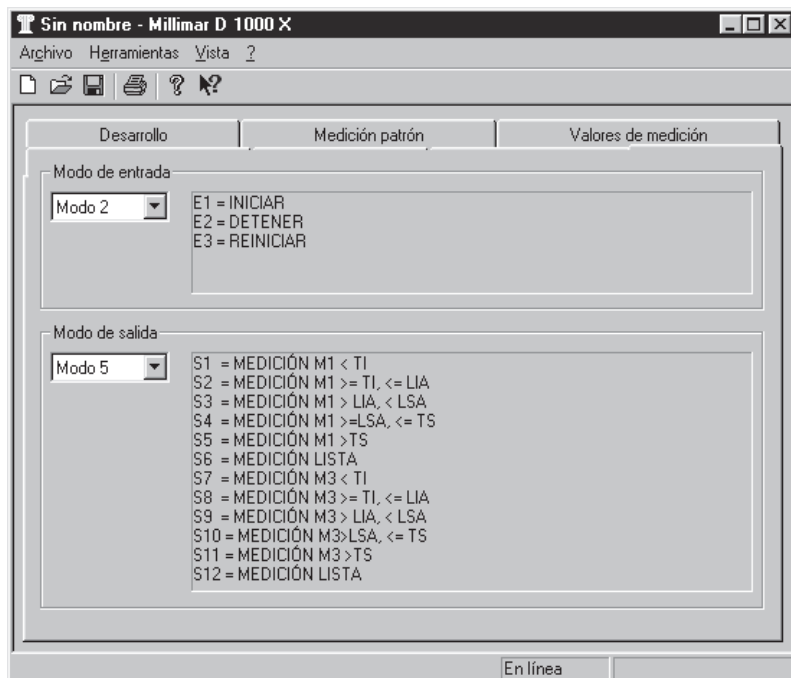 Sin nombre - Millimar D 1000 X
Archivo Herramientas Vista ?
Desarrollo Medición patrón Valores de medición
Modo de entrada
Modo 2
E1 = INICIAR
E2 = DETENER
E3 = REINICIAR
Modo de salida
Modo 5
S1 = MEDICIÓN M1 < TI
S2 = MEDICIÓN M1 >= TI, <= LIA
S3 = MEDICIÓN M1 > LIA, < LSA
S4 = MEDICIÓN M1 >=LSA, <= TS
S5 = MEDICIÓN M1 >TS
S6 = MEDICIÓN LISTA
S7 = MEDICIÓN M3 < TI
S8 = MEDICIÓN M3 >= TI, <= LIA
S9 = MEDICIÓN M3 > LIA, < LSA
S10 = MEDICIÓN M3>LSA, <= TS
S11 = MEDICIÓN M3 >TS
S12 = MEDICIÓN LISTA
En línea